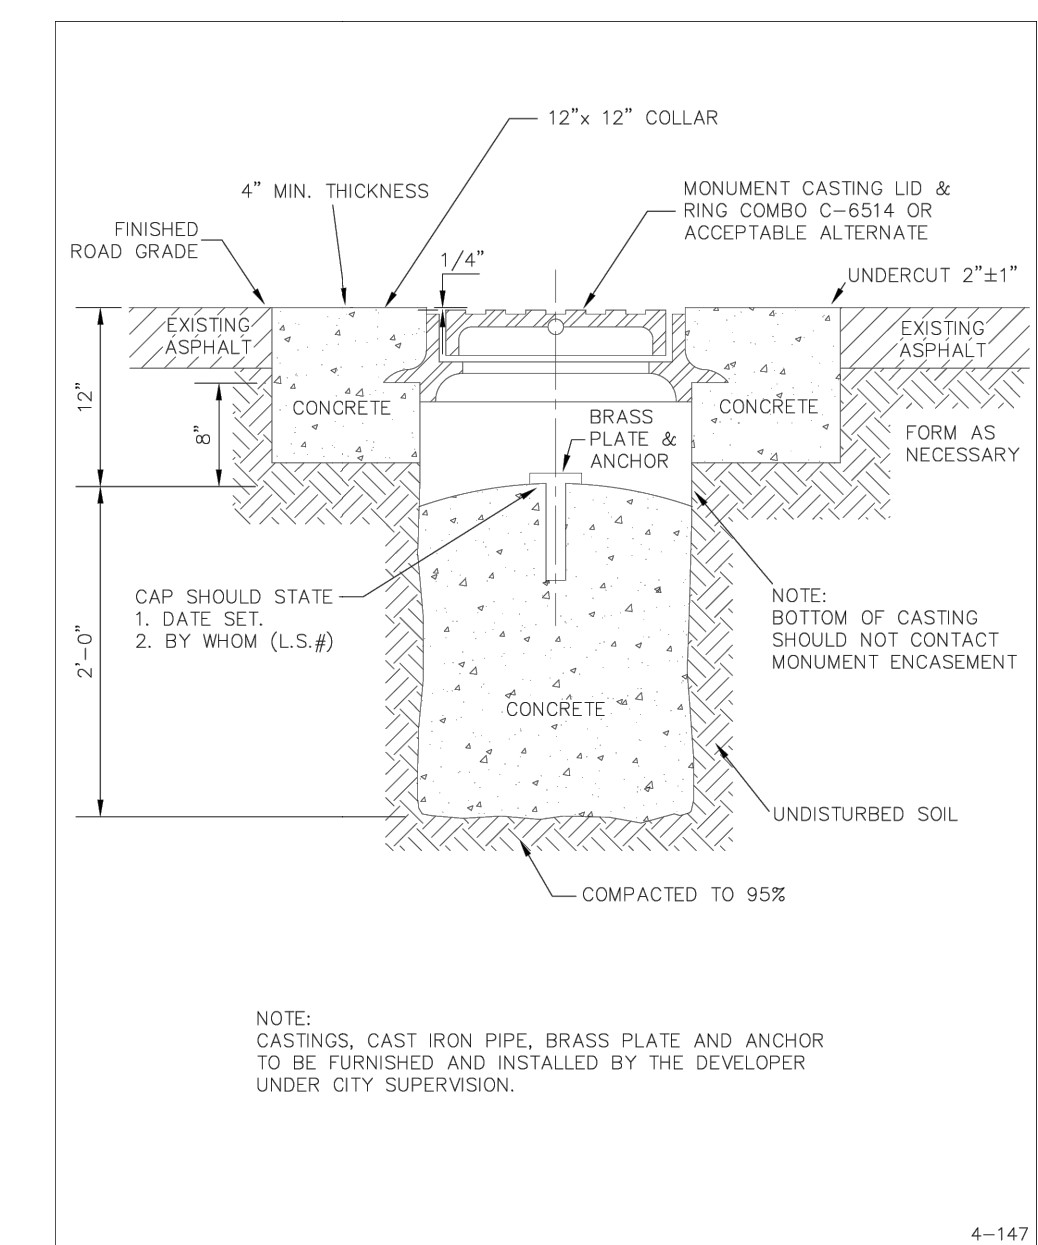 12”x 12” COLLAR
4” MIN. THICKNESS
MONUMENT CASTING LID &
RING COMBO C-6514 OR
ACCEPTABLE ALTERNATE
FINISHED
ROAD GRADE
1/4”
UNDERCUT 2”±1”
EXISTING
ASPHALT
EXISTING
ASPHALT
12”
8”
CONCRETE
CONCRETE
BRASS
PLATE &
ANCHOR
FORM AS
NECESSARY
CAP SHOULD STATE
1. DATE SET.
2. BY WHOM (L.S.#)
NOTE:
BOTTOM OF CASTING
SHOULD NOT CONTACT
MONUMENT ENCASEMENT
2’-0”
CONCRETE
UNDISTURBED SOIL
COMPACTED TO 95%
NOTE:
CASTINGS, CAST IRON PIPE, BRASS PLATE AND ANCHOR
TO BE FURNISHED AND INSTALLED BY THE DEVELOPER
UNDER CITY SUPERVISION.
4-147